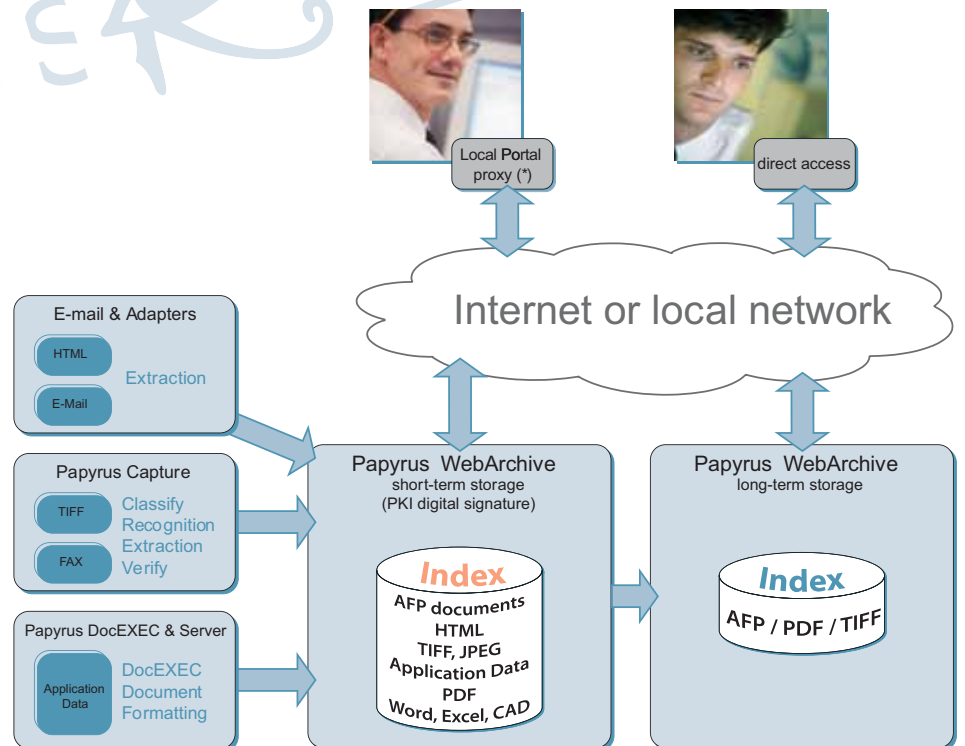 Local Portal
proxy (*)
direct access
Internet or local network
E-mail & Adapters
HTML
Extraction
E-Mail
Papyrus Capture
TIFF
Classify
Recognition
Extraction
Verify
FAX
Papyrus DocEXEC & Server
Application
Data
DocEXEC
Document
Formatting
Papyrus WebArchive
short-term storage
(PKI digital signature)
Index
AFP documents
HTML
TIFF, JPEG
Application Data
PDF
Word, Excel, CAD
Papyrus WebArchive
long-term storage
Index
AFP / PDF / TIFF